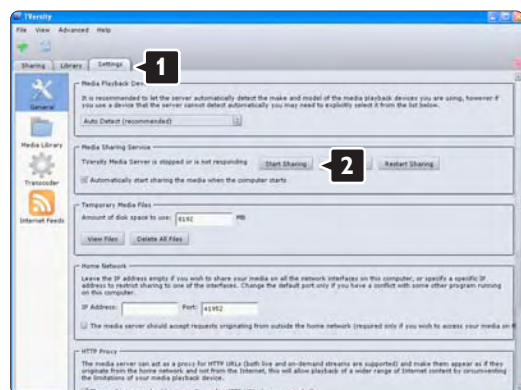 TVersity
File View Advanced Help
Sharing Library Settings
1
General
Media Library
Transcoder
Internet Feeds
Media Playback
It is recommended to let the server automatically detect the make and model of the media playback devices you are using, however if
you use a device that the server cannot detect automatically you may need to explicitly select it from the list below.
Auto Detect (recommended)
Media Sharing Service
TVersity Media Server is stopped or is not responding Start Sharing Restart Sharing
2
Automatically start sharing the media when the computer starts
Temporary Media Files
Amount of disk space to use: 8192 MB
View Files Delete All Files
Home Network
Leave the IP address empty if you wish to share your media on all the network interfaces on this computer, or specify a specific IP
address to restrict sharing to one of the interfaces. Change the default port only if you have a conflict with some other program running
on this computer.
IP Address: Port: 41952
The media server should accept requests originating from outside the home network (required only if you wish to access your media on
HTTP Proxy
The media server can act as a proxy for HTTP URLs (both live and on-demand streams are supported) and make them appear as if they
originate from the home network and not from the Internet, this will allow playback of a wider range of Internet content by circumventing
the limitations of your media playback device.